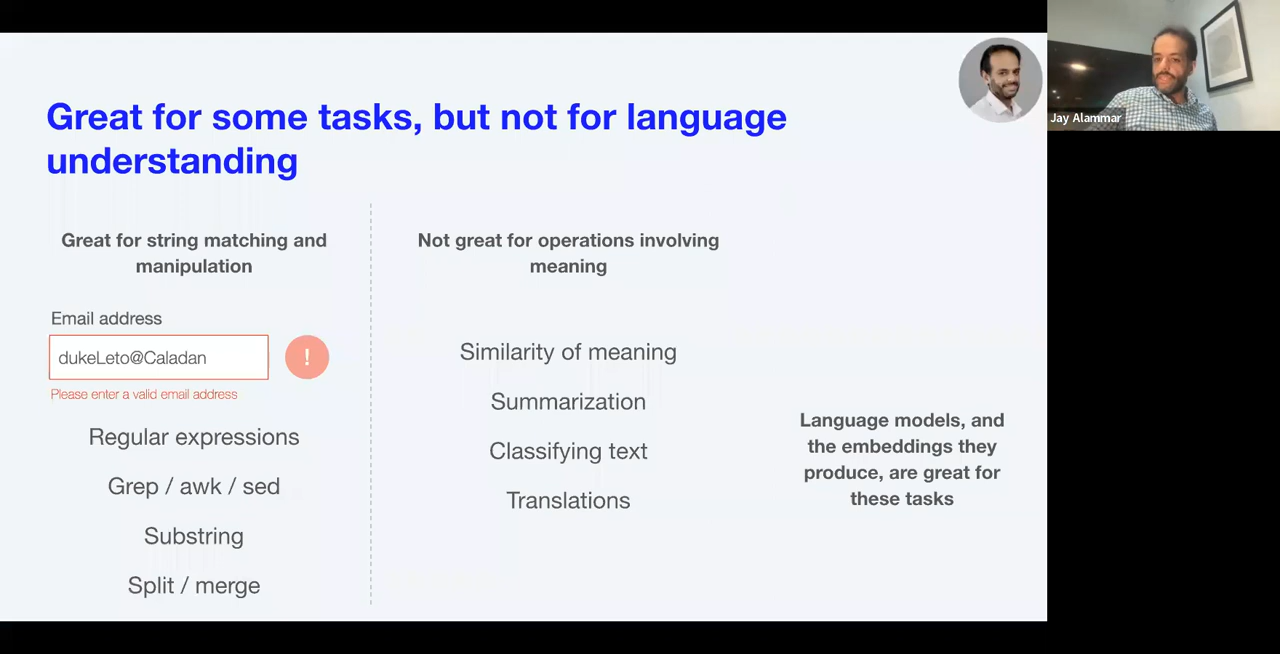 Great for some tasks, but not for language
understanding
Great for string matching and
manipulation
Email address
dukeLeto@Caladan
!
Please enter a valid email address
Regular expressions
Grep / awk / sed
Substring
Split / merge
Not great for operations involving
meaning
Similarity of meaning
Summarization
Classifying text
Translations
Language models, and
the embeddings they
produce, are great for
these tasks
Jay Alammar